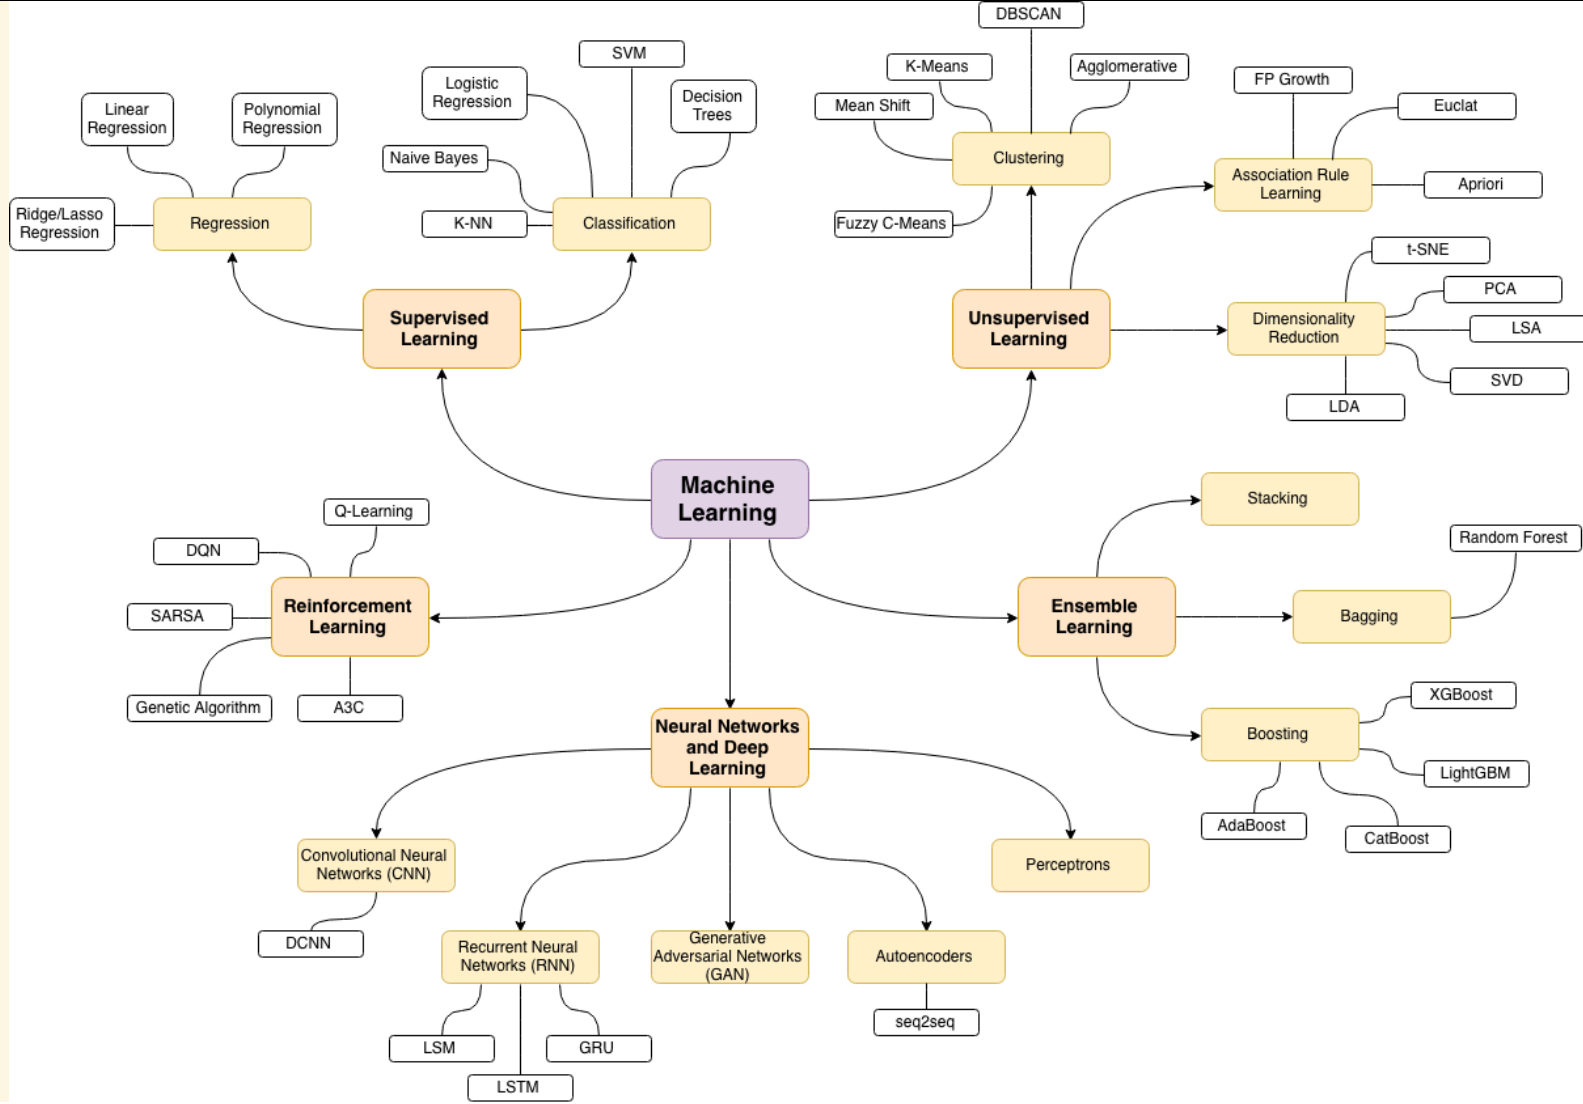 DBSCAN
SVM
K-Means
Agglomerative
FP Growth
Logistic
Regression
Decision
Trees
Linear
Regression
Polynomial
Regression
Mean Shift
Euclat
Naive Bayes
Clustering
Association Rule
Learning
Apriori
Ridge/Lasso
Regression
Regression
K-NN
Classification
Fuzzy C-Means
t-SNE
PCA
Supervised
Learning
Unsupervised
Learning
Dimensionality
Reduction
LSA
SVD
LDA
Machine
Learning
Stacking
Q-Learning
Random Forest
DQN
Reinforcement
Learning
Ensemble
Learning
Bagging
SARSA
Genetic Algorithm
A3C
XGBoost
Neural Networks
and Deep
Learning
Boosting
LightGBM
AdaBoost
CatBoost
Convolutional Neural
Networks (CNN)
Perceptrons
DCNN
Recurrent Neural
Networks (RNN)
Generative
Adversarial Networks
(GAN)
Autoencoders
seq2seq
LSM
GRU
LSTM